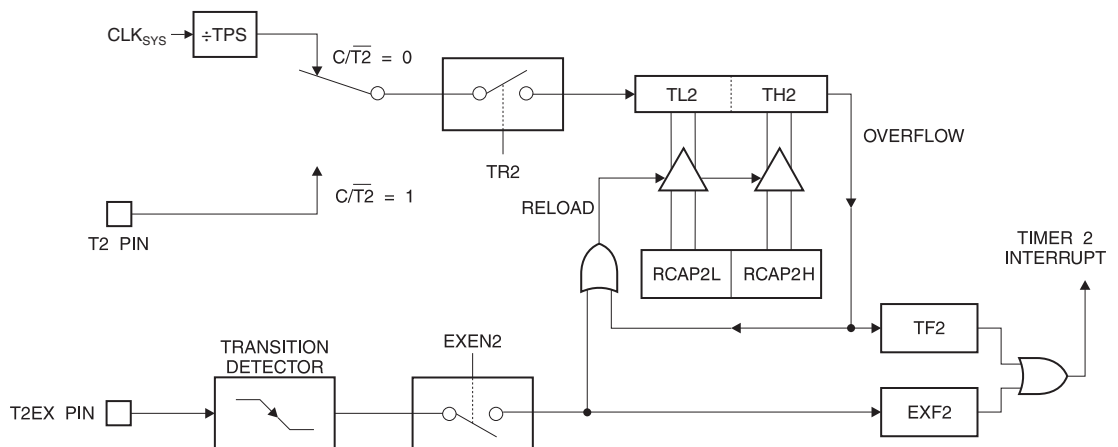 CLKSYS
÷TPS
C/T2 = 0
TL2
TH2
OVERFLOW
TR2
C/T2 = 1
RELOAD
T2 PIN
TIMER 2
INTERRUPT
RCAP2L
RCAP2H
TF2
TRANSITION
DETECTOR
EXEN2
T2EX PIN
EXF2